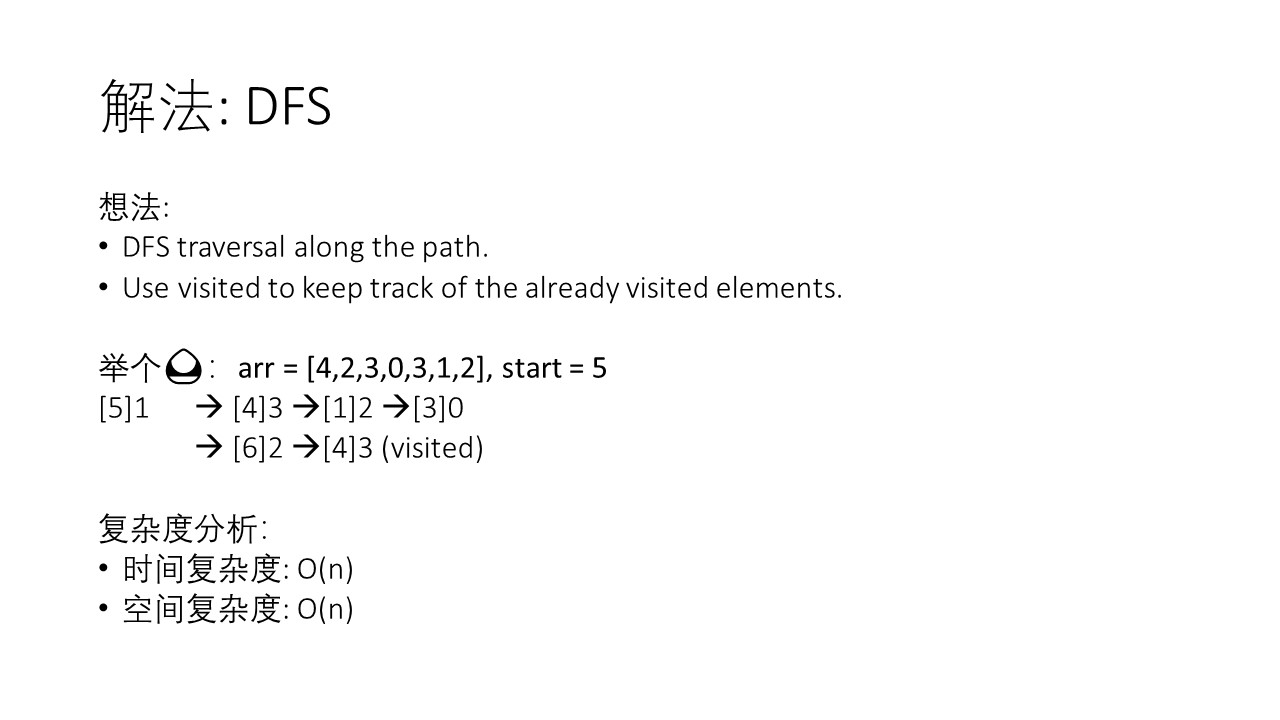 解法: DFS
想法:
• DFS traversal along the path.
• Use visited to keep track of the already visited elements.
举个🌰: arr = [4,2,3,0,3,1,2], start = 5
[5]1 → [4]3 →[1]2 →[3]0
→ [6]2 →[4]3 (visited)
复杂度分析:
• 时间复杂度: O(n)
• 空间复杂度: O(n)